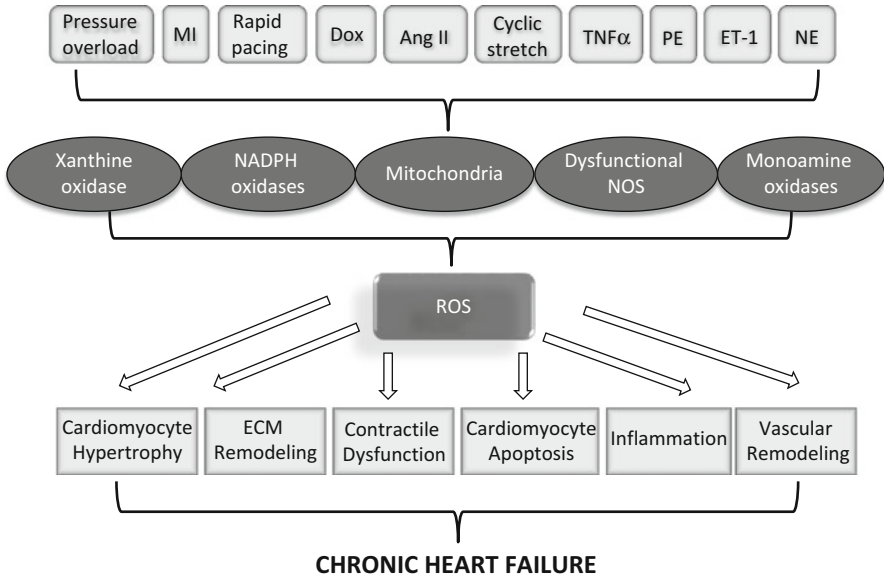 Pressure
overload
MI
Rapid
pacing
Dox
Ang II
Cyclic
stretch
TNFα
PE
ET-1
NE
Xanthine
oxidase
NADPH
oxidases
Mitochondria
Dysfunctional
NOS
Monoamine
oxidases
ROS
Cardiomyocyte
Hypertrophy
ECM
Remodeling
Contractile
Dysfunction
Cardiomyocyte
Apoptosis
Inflammation
Vascular
Remodeling
CHRONIC HEART FAILURE